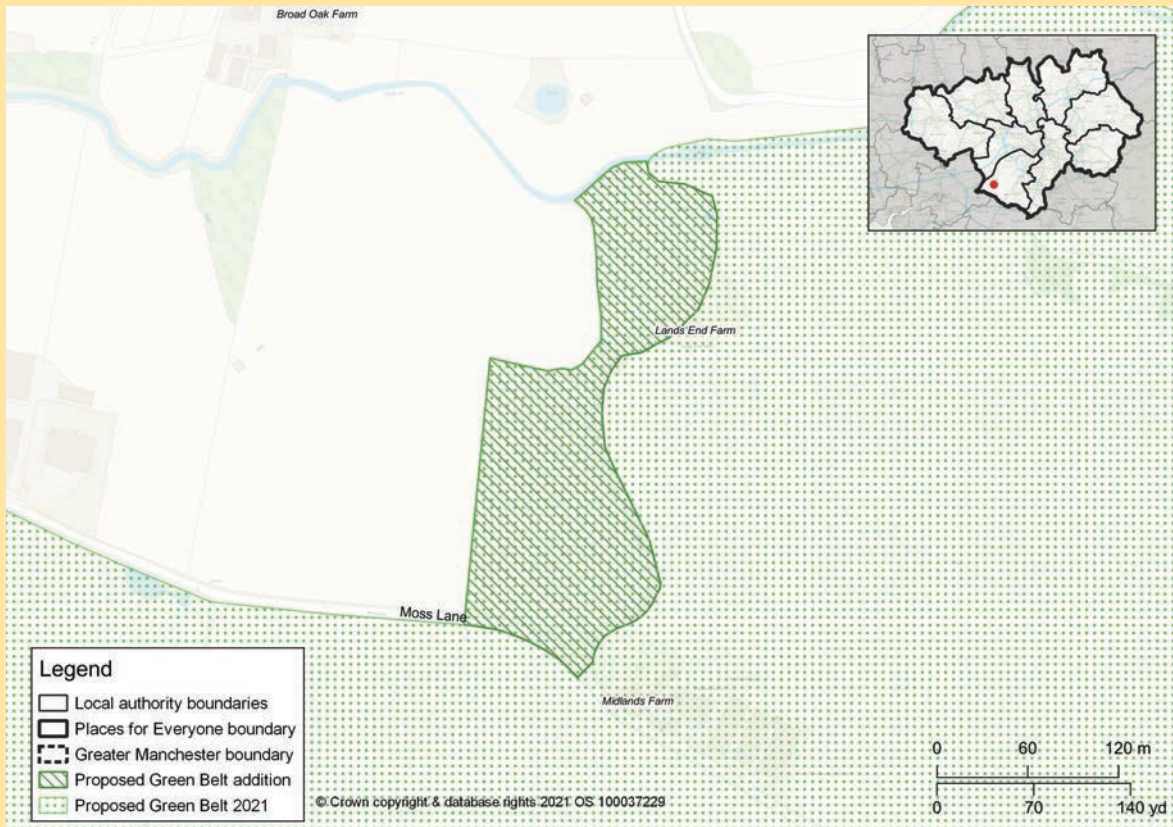 Broad Oak Farm
Lands End Farm
Moss Lane
Midlands Farm
Legend
Local authority boundaries
Places for Everyone boundary
Greater Manchester boundary
Proposed Green Belt addition
Proposed Green Belt 2021
© Crown copyright & database rights 2021 OS 100037229
0 60 120 m
0 70 140 yd